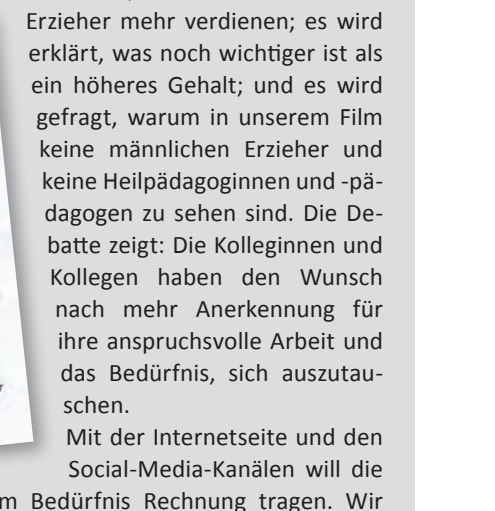 Erzieher mehr verdienen; es wird
erklärt, was noch wichtiger ist als
ein höheres Gehalt; und es wird
gefragt, warum in unserem Film
keine männlichen Erzieher und
keine Heilpädagoginnen und -pä-
dagogen zu sehen sind. Die De-
batte zeigt: Die Kolleginnen und
Kollegen haben den Wunsch
nach mehr Anerkennung für
ihre anspruchsvolle Arbeit und
das Bedürfnis, sich auszutau-
schen.
Mit der Internetseite und den
Social-Media-Kanälen will die
Bedürfnis Rechnung tragen. Wir